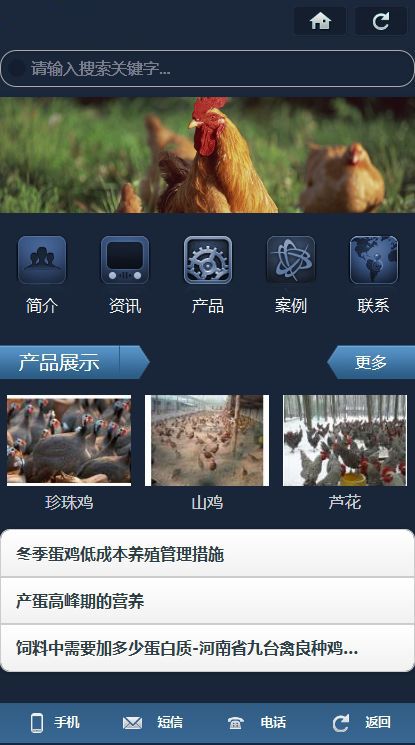 请输入搜索关键字...
简介 资讯 产品 案例 联系
产品展示 更多
珍珠鸡 山鸡 芦花
冬季蛋鸡低成本养殖管理措施
产蛋高峰期的营养
饲料中需要加多少蛋白质-河南省九台禽良种鸡...
手机 短信 电话 返回